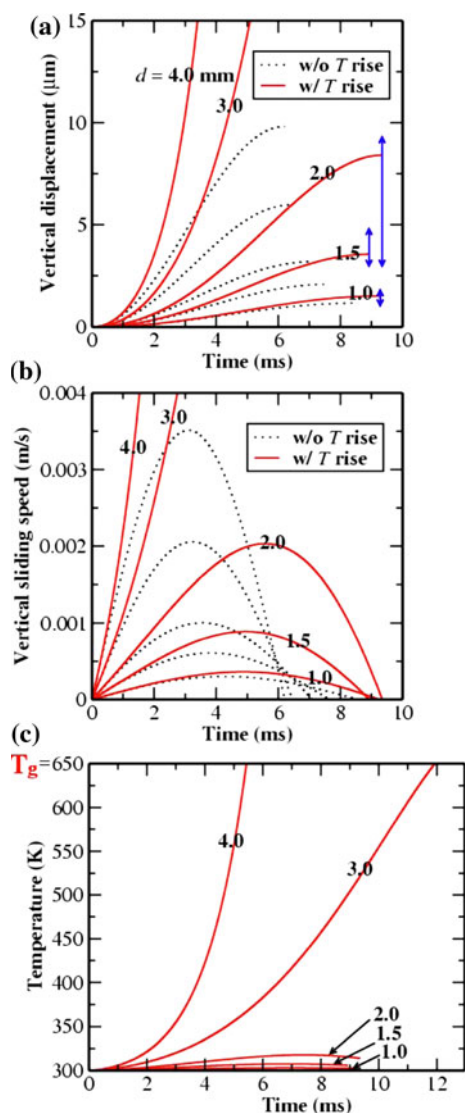 (a)
15
10
5
0
Vertical displacement (μm)
d = 4.0 mm
3.0
2.0
1.5
1.0
w/o T rise
w/ T rise
0 2 4 6 8 10
Time (ms)
(b)
0.004
0.003
0.002
0.001
0
Vertical sliding speed (m/s)
4.0
3.0
2.0
1.5
1.0
w/o T rise
w/ T rise
0 2 4 6 8 10
Time (ms)
(c)
Tg=
650
600
550
500
450
400
350
300
Temperature (K)
4.0
3.0
2.0
1.5
1.0
0 2 4 6 8 10 12
Time (ms)